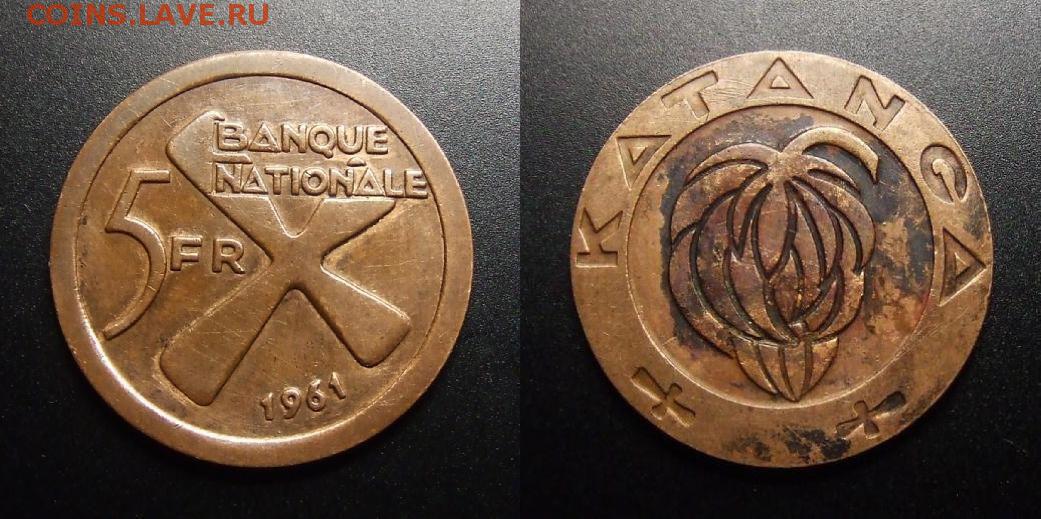 COINS.LAVE.RU
BANQUE
NATIONALE
5 FR
1961
KATANGA